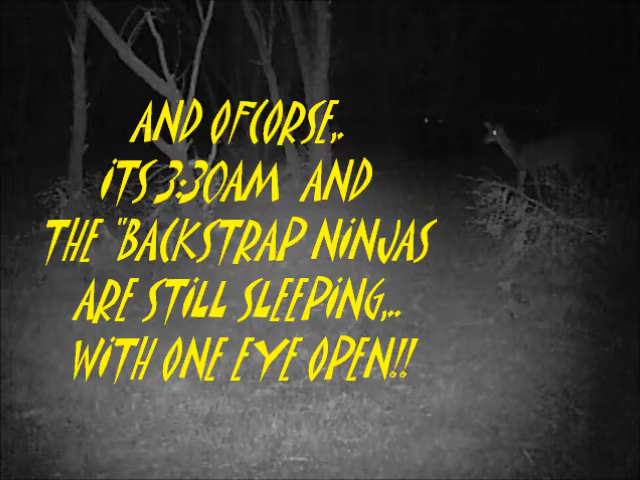 AND OFCORSE,.
ITS 3:30AM AND
THE "BACKSTRAP NINJAS
ARE STILL SLEEPING,..
WITH ONE EYE OPEN!!